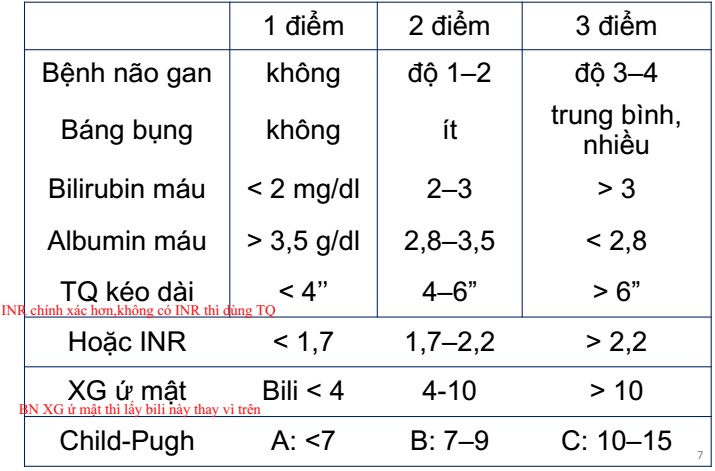 1 điểm 2 điểm 3 điểm
Bệnh não gan không độ 1–2 độ 3–4
Báng bụng không ít trung bình, nhiều
Bilirubin máu < 2 mg/dl 2–3 > 3
Albumin máu > 3,5 g/dl 2,8–3,5 < 2,8
TQ kéo dài < 4’’ 4–6” > 6”
INR chính xác hơn,không có INR thì dùng TQ
Hoặc INR < 1,7 1,7–2,2 > 2,2
XG ứ mật Bili < 4 4-10 > 10
BN XG ứ mật thì lấy bili này thay vì trên
Child-Pugh A: <7 B: 7–9 C: 10–15
7